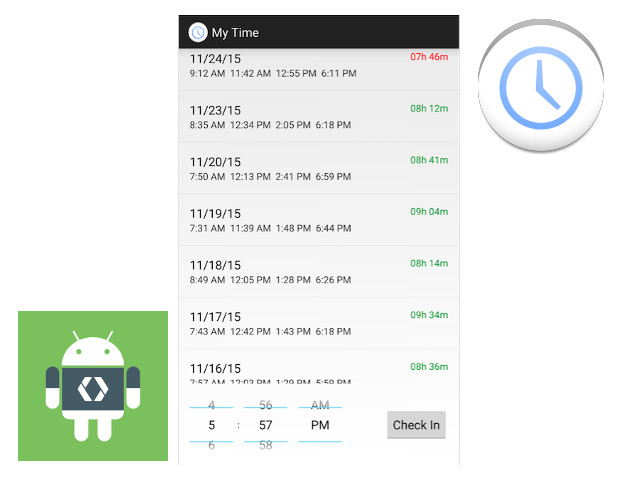 My Time
11/24/15 07h 46m
9:12 AM 11:42 AM 12:55 PM 6:11 PM
11/23/15 08h 12m
8:35 AM 12:34 PM 2:05 PM 6:18 PM
11/20/15 08h 41m
7:50 AM 12:13 PM 2:41 PM 6:59 PM
11/19/15 09h 04m
7:31 AM 11:39 AM 1:48 PM 6:44 PM
11/18/15 08h 14m
8:49 AM 12:05 PM 1:28 PM 6:26 PM
11/17/15 09h 34m
7:43 AM 12:42 PM 1:43 PM 6:18 PM
11/16/15 08h 36m
7:57 AM 12:03 PM 1:29 PM 5:59 PM
4 56 AM
5 : 57 PM Check In
6 58